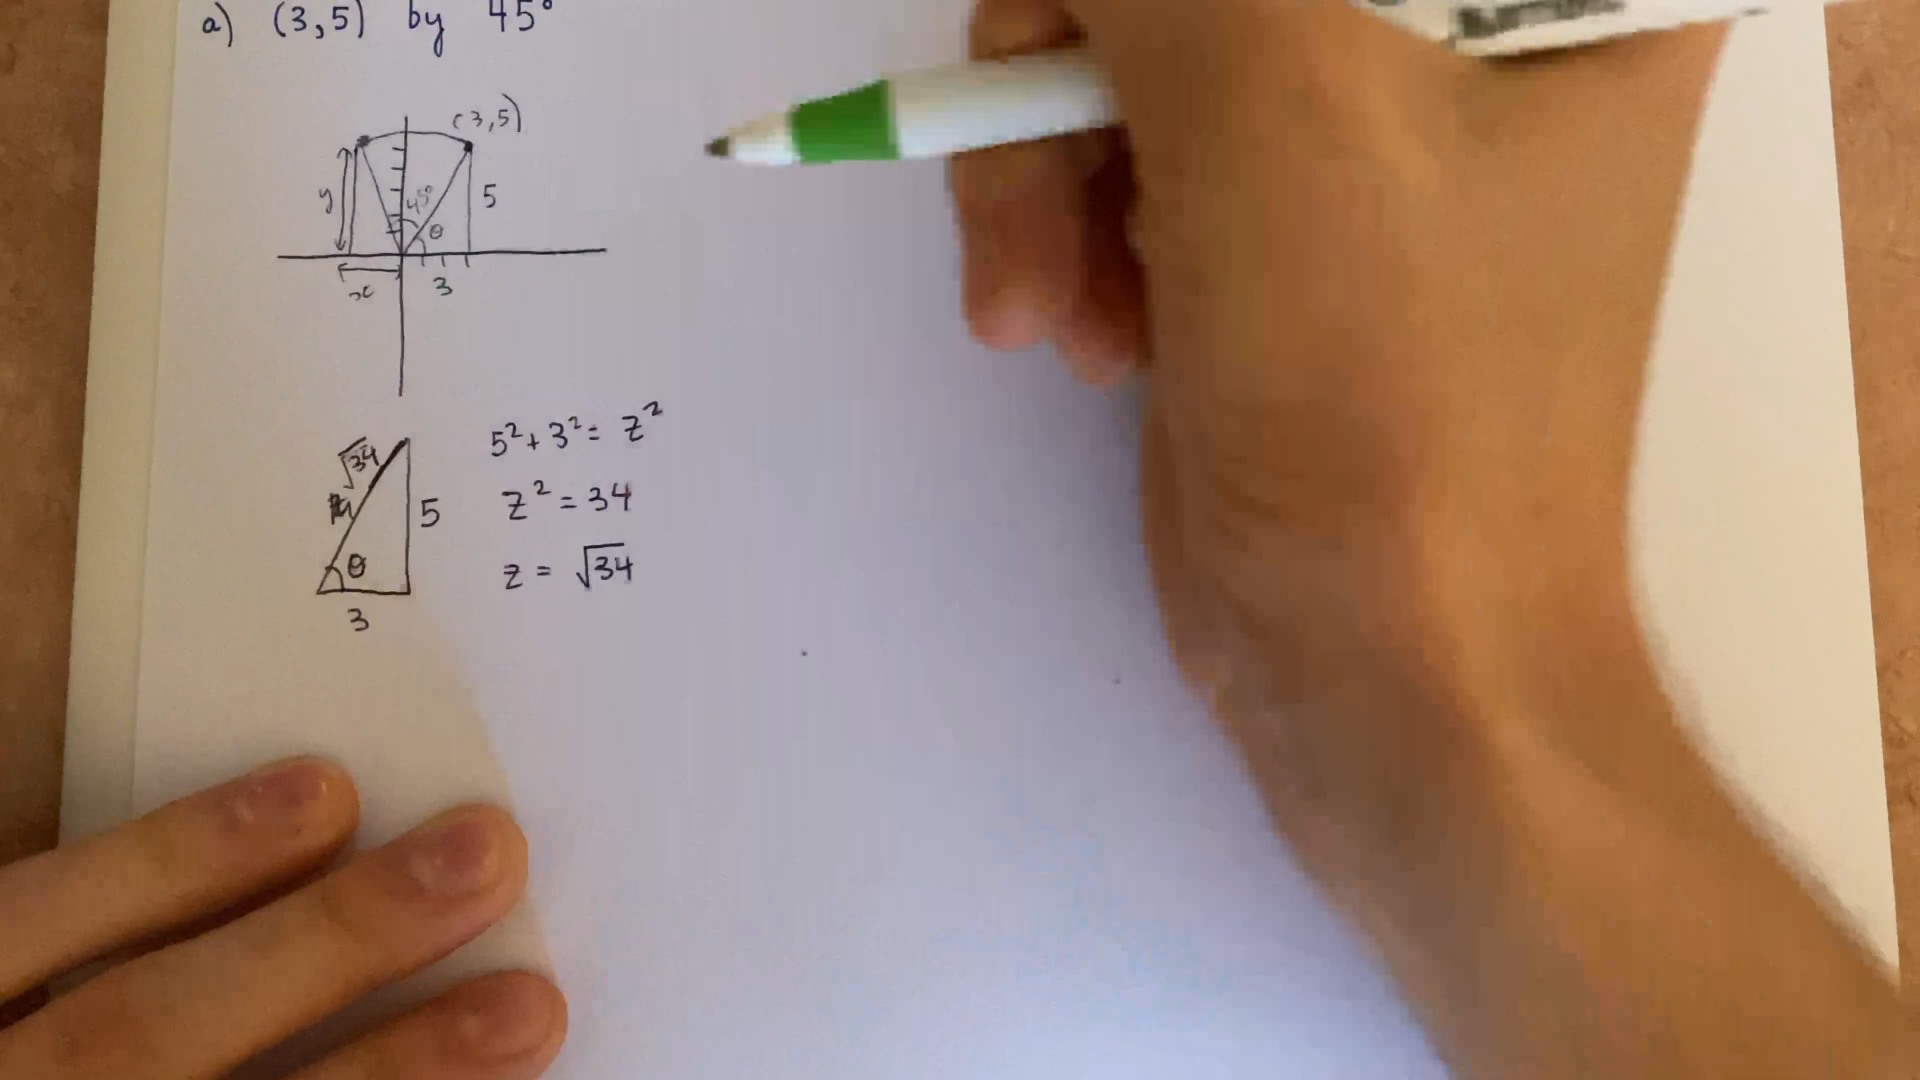 a) (3,5) by 45°
(3,5)
y
45°
θ
5
x
3
√34
5
θ
3
5² + 3² = z²
z² = 34
z = √34